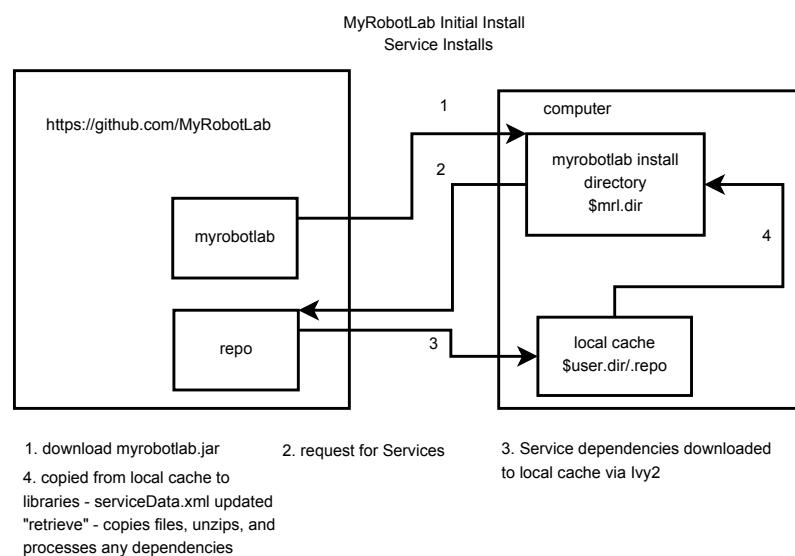 MyRobotLab Initial Install
Service Installs
https://github.com/MyRobotLab
myrobotlab
repo
1
2
3
4
computer
myrobotlab install
directory
$mrl.dir
local cache
$user.dir/.repo
1. download myrobotlab.jar
2. request for Services
3. Service dependencies downloaded
to local cache via Ivy2
4. copied from local cache to
libraries - serviceData.xml updated
"retrieve" - copies files, unzips, and
processes any dependencies